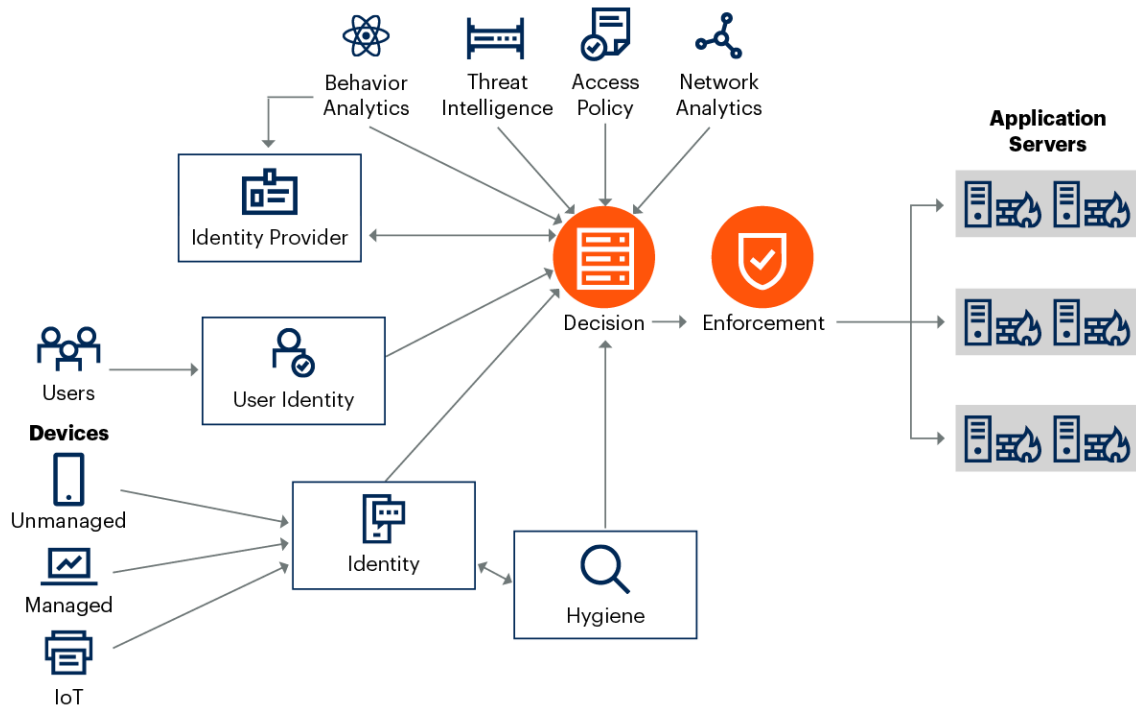 Behavior
Analytics
Threat
Intelligence
Access
Policy
Network
Analytics
Application
Servers
Identity Provider
Decision
Enforcement
Users
User Identity
Devices
Unmanaged
Identity
Managed
Hygiene
IoT